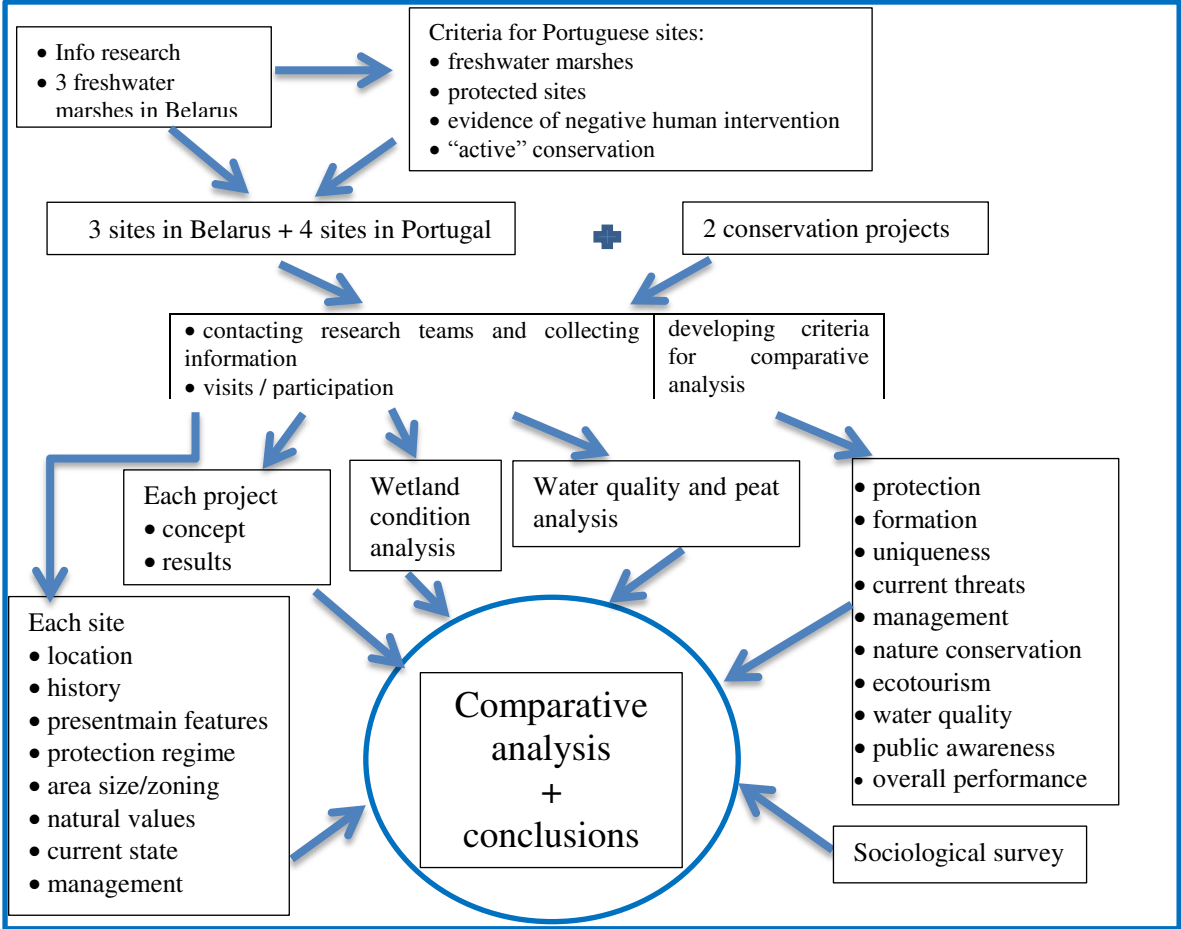 • Info research
• 3 freshwater
marshes in Belarus
Criteria for Portuguese sites:
• freshwater marshes
• protected sites
• evidence of negative human intervention
• “active” conservation
3 sites in Belarus + 4 sites in Portugal
2 conservation projects
• contacting research teams and collecting
information
• visits / participation
developing criteria
for comparative
analysis
Each project
• concept
• results
Wetland
condition
analysis
Water quality and peat
analysis
• protection
• formation
• uniqueness
• current threats
• management
• nature conservation
• ecotourism
• water quality
• public awareness
• overall performance
Each site
• location
• history
• presentmain features
• protection regime
• area size/zoning
• natural values
• current state
• management
Comparative
analysis
+
conclusions
Sociological survey